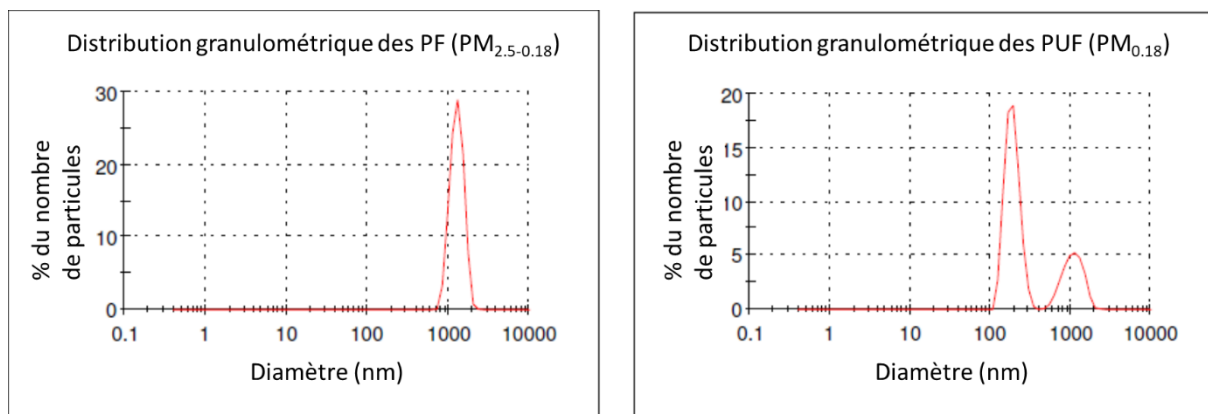 Distribution granulométrique des PF (PM2.5-0.18)
30
20
10
0
% du nombre
de particules
0.1 1 10 100 1000 10000
Diamètre (nm)
Distribution granulométrique des PUF (PM0.18)
20
15
10
5
0
% du nombre
de particules
0.1 1 10 100 1000 10000
Diamètre (nm)